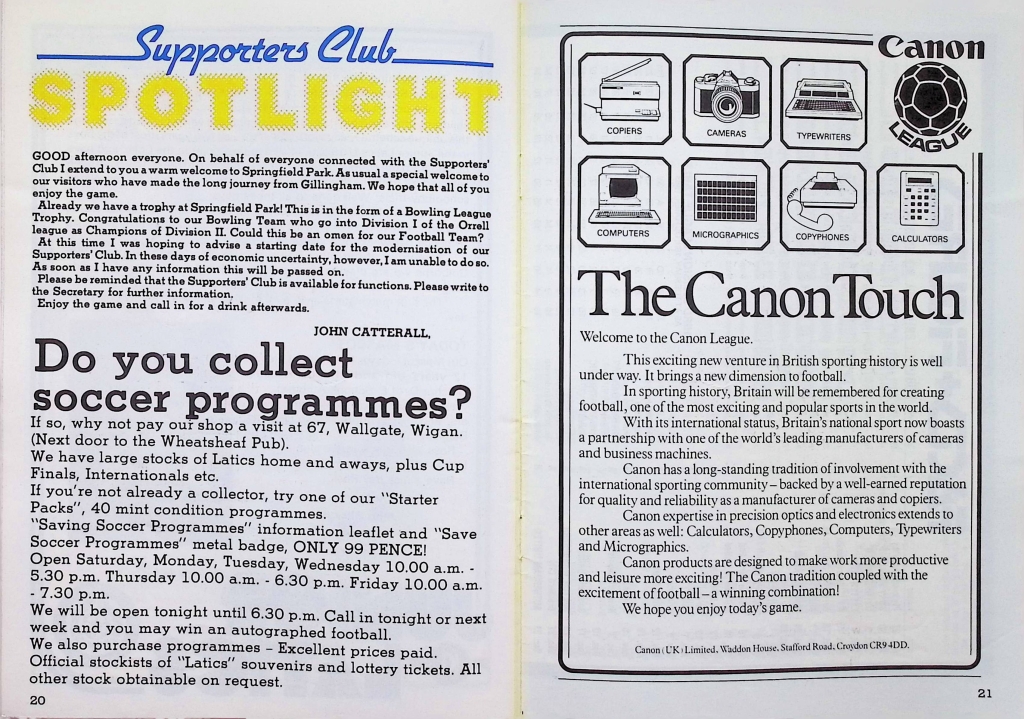 Supporters Club
SPOTLIGHT
GOOD afternoon everyone. On behalf of everyone connected with the Supporters'
Club I extend to you a warm welcome to Springfield Park. As usual a special welcome to
our visitors who have made the long journey from Gillingham. We hope that all of you
enjoy the game.
Already we have a trophy at Springfield Park! This is in the form of a Bowling League
Trophy. Congratulations to our Bowling Team who go into Division I of the Orrell
league as Champions of Division II. Could this be an omen for our Football Team?
At this time I was hoping to advise a starting date for the modernisation of our
Supporters' Club. In these days of economic uncertainty, however, I am unable to do so.
As soon as I have any information this will be passed on.
Please be reminded that the Supporters' Club is available for functions. Please write to
the Secretary for further information.
Enjoy the game and call in for a drink afterwards.
JOHN CATTERALL,
Do you collect
soccer programmes?
If so, why not pay our shop a visit at 67, Wallgate, Wigan.
(Next door to the Wheatsheaf Pub).
We have large stocks of Latics home and aways, plus Cup
Finals, Internationals etc.
If you're not already a collector, try one of our "Starter
Packs", 40 mint condition programmes.
"Saving Soccer Programmes" information leaflet and "Save
Soccer Programmes" metal badge, ONLY 99 PENCE!
Open Saturday, Monday, Tuesday, Wednesday 10.00 a.m. -
5.30 p.m. Thursday 10.00 a.m. - 6.30 p.m. Friday 10.00 a.m.
- 7.30 p.m.
We will be open tonight until 6.30 p.m. Call in tonight or next
week and you may win an autographed football.
We also purchase programmes – Excellent prices paid.
Official stockists of "Latics" souvenirs and lottery tickets. All
other stock obtainable on request.
20
Canon
LEAGUE
COPIERS
CAMERAS
TYPEWRITERS
COMPUTERS
MICROGRAPHICS
COPYPHONES
CALCULATORS
The Canon Touch
Welcome to the Canon League.
This exciting new venture in British sporting history is well
under way. It brings a new dimension to football.
In sporting history, Britain will be remembered for creating
football, one of the most exciting and popular sports in the world.
With its international status, Britain's national sport now boasts
a partnership with one of the world's leading manufacturers of cameras
and business machines.
Canon has a long-standing tradition of involvement with the
international sporting community – backed by a well-earned reputation
for quality and reliability as a manufacturer of cameras and copiers.
Canon expertise in precision optics and electronics extends to
other areas as well: Calculators, Copyphones, Computers, Typewriters
and Micrographics.
Canon products are designed to make work more productive
and leisure more exciting! The Canon tradition coupled with the
excitement of football – a winning combination!
We hope you enjoy today's game.
Canon (UK) Limited, Waddon House, Stafford Road, Croydon CR9 4DD.
21